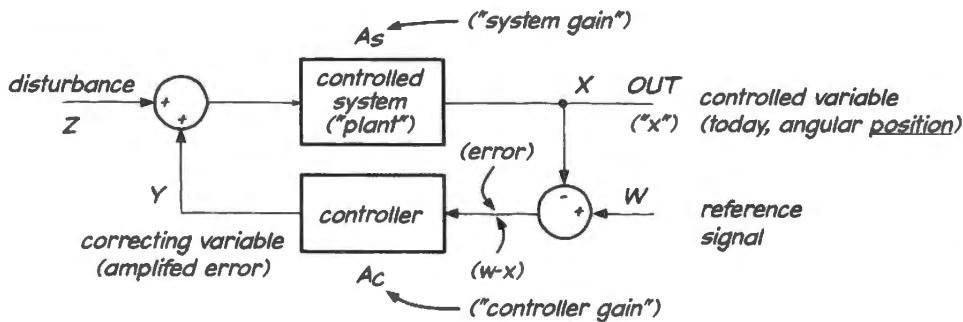 As
("system gain")
disturbance
Z
+
+
controlled
system
("plant")
X
OUT
("x")
controlled variable
(today, angular position)
(error)
Y
controller
-
+
W
reference
signal
correcting variable
(amplifed error)
(w-x)
Ac
("controller gain")